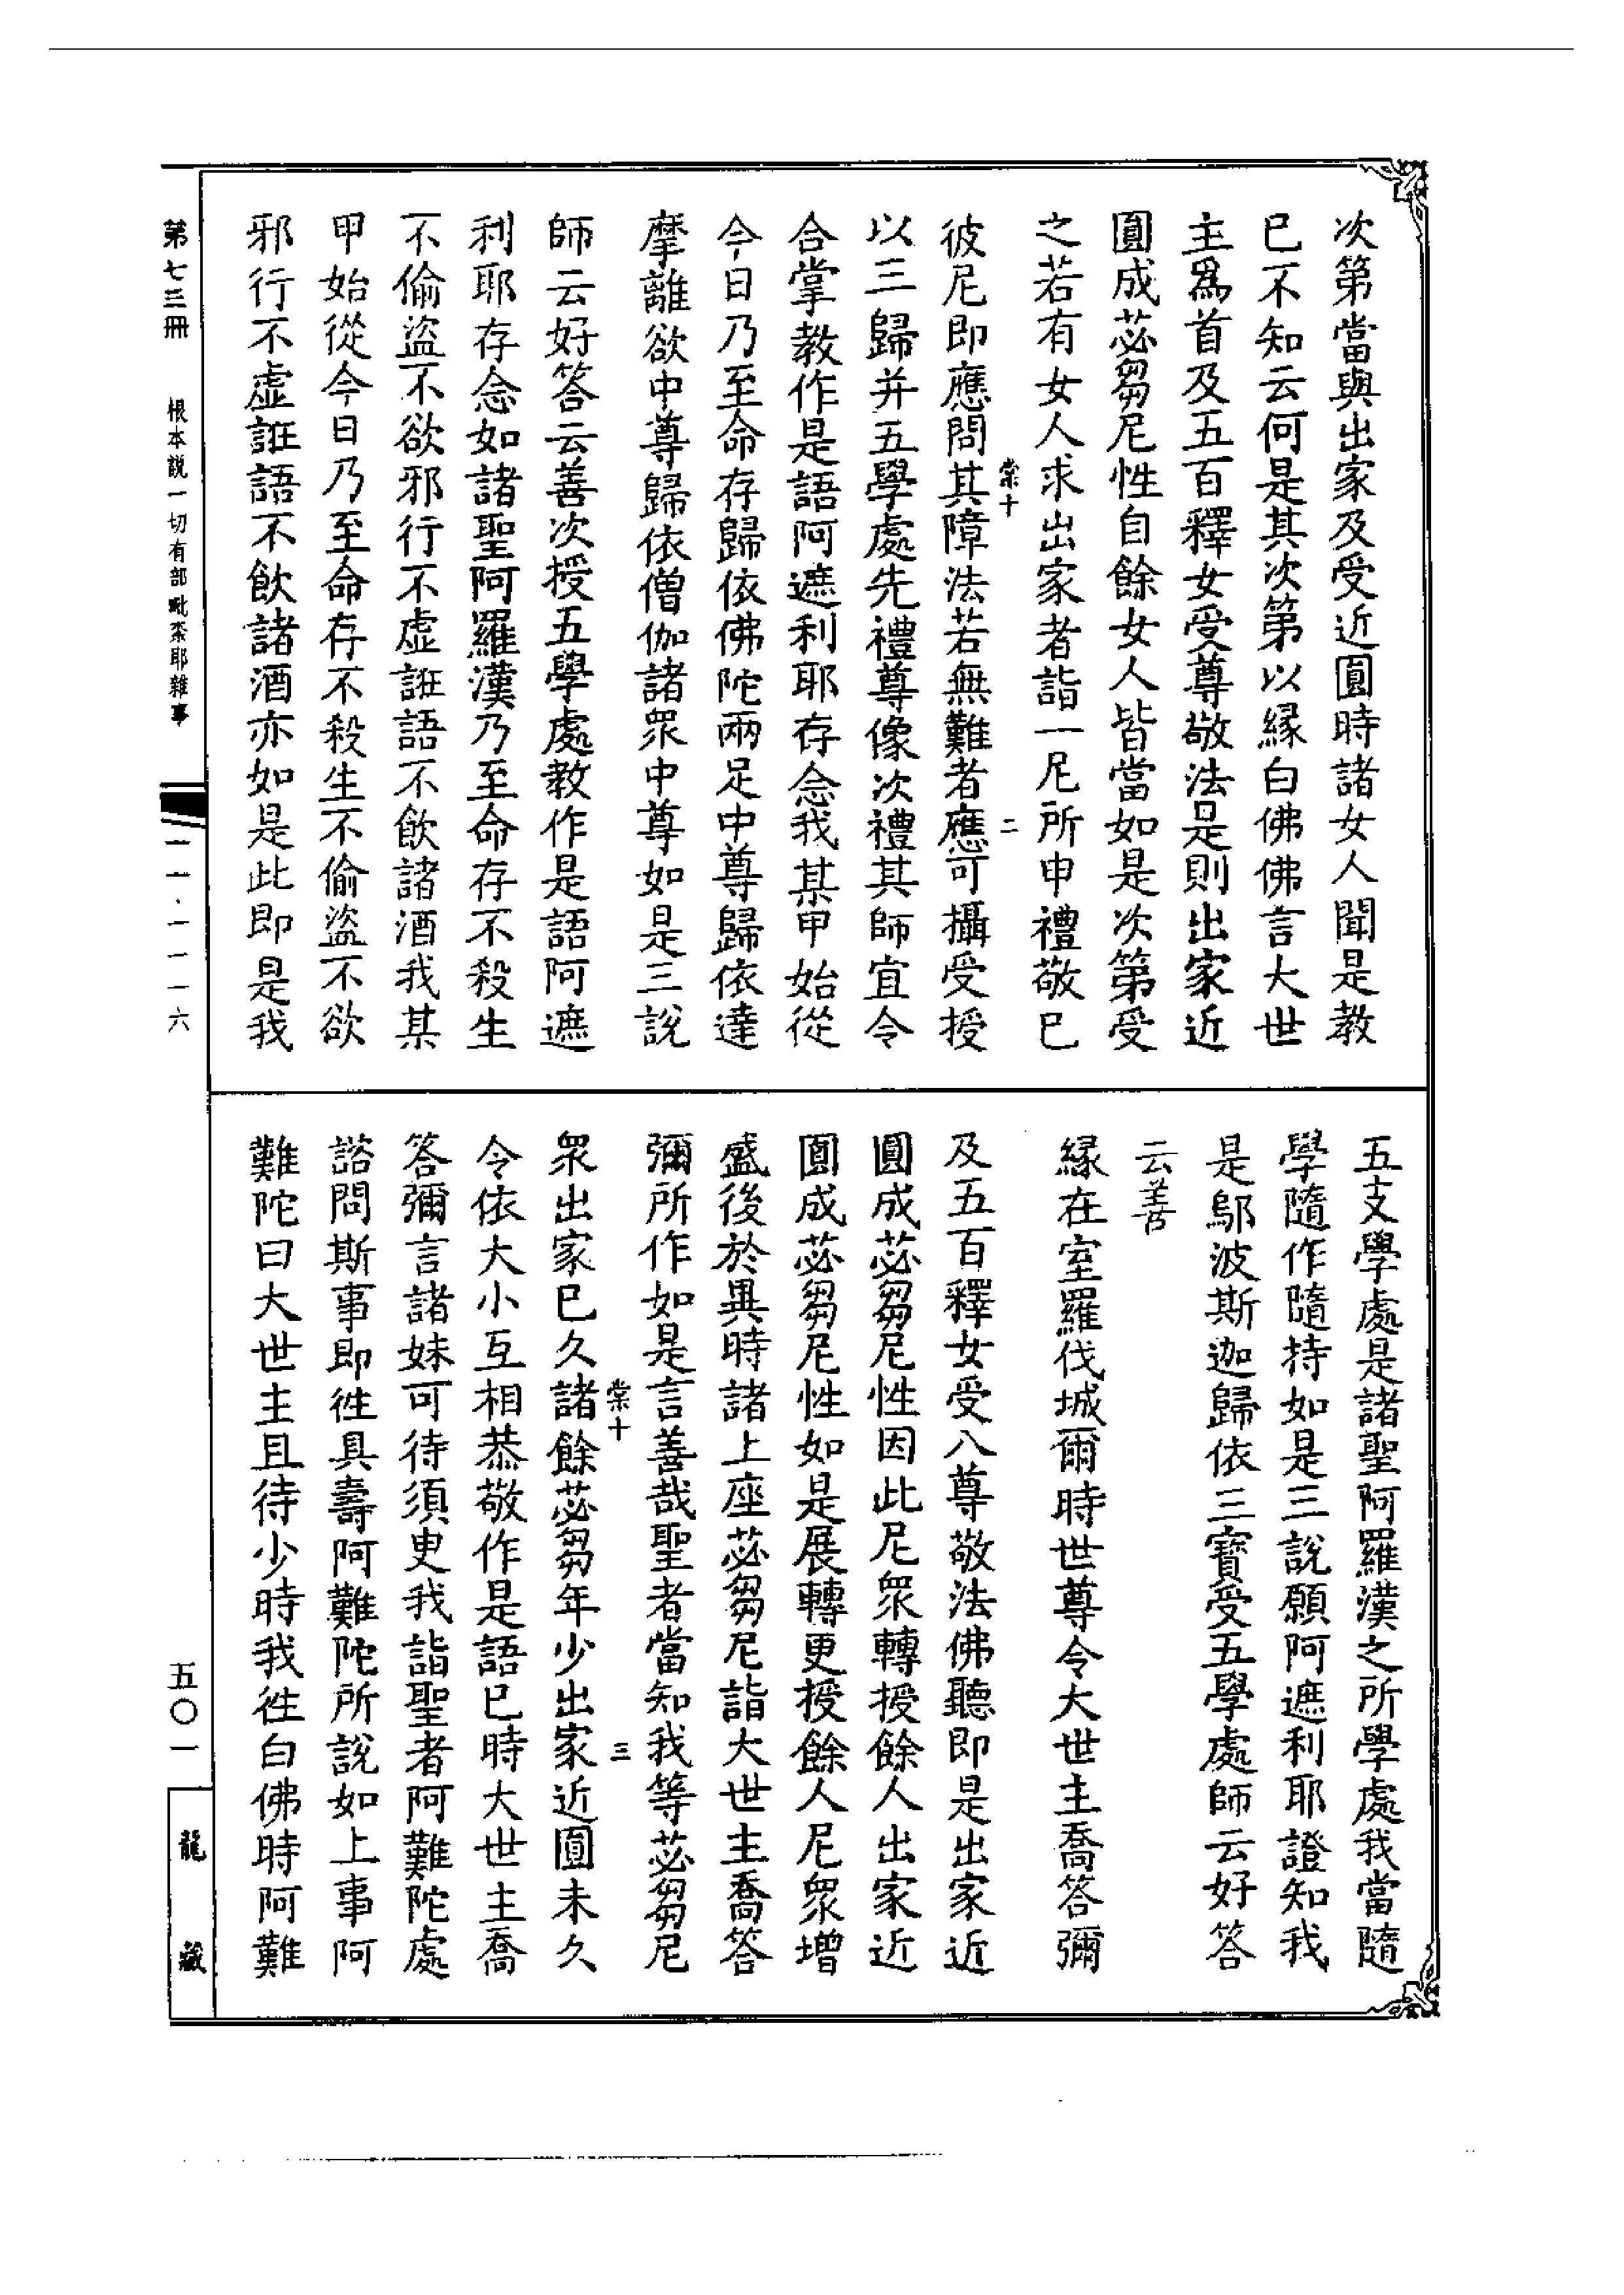 次第當與出家及受近圓時諸女人聞是教
已不知云何是其次第以緣白佛佛言大世
主爲首及五百釋女受尊敬法是則出家近
圓成苾芻尼性自餘女人皆當如是次第受
之若有女人求出家者詣一尼所申禮敬已
棠十
二
彼尼即應問其障法若無難者應可攝受授
以三歸并五學處先禮尊像次禮其師宜令
合掌教作是語阿遮利耶存念我某甲始從
今日乃至命存歸依佛陀兩足中尊歸依達
摩離欲中尊歸依僧伽諸眾中尊如是三說
師云好答云善次授五學處教作是語阿遮
利耶存念如諸聖阿羅漢乃至命存不殺生
不偷盜不欲邪行不虛誑語不飲諸酒我某
甲始從今日乃至命存不殺生不偷盜不欲
邪行不虛誑語不飲諸酒亦如是此即是我
五支學處是諸聖阿羅漢之所學處我當隨
學隨作隨持如是三說願阿遮利耶證知我
是鄔波斯迦歸依三寶受五學處師云好答
云善
緣在室羅伐城爾時世尊令大世主喬答彌
及五百釋女受八尊敬法佛聽即是出家近
圓成苾芻尼性因此尼眾轉授餘人出家近
圓成苾芻尼性如是展轉更授餘人尼眾增
盛後於異時諸上座苾芻尼詣大世主喬答
彌所作如是言善哉聖者當知我等苾芻尼
棠十
三
眾出家已久諸餘苾芻年少出家近圓未久
令依大小互相恭敬作是語已時大世主喬
答彌言諸妹可待須臾我詣聖者阿難陀處
諮問斯事即往具壽阿難陀所說如上事阿
難陀曰大世主且待少時我往白佛時阿難
第七三冊
根本說一切有部毗奈耶雜事
一一一·一一一六
五〇一
龍藏